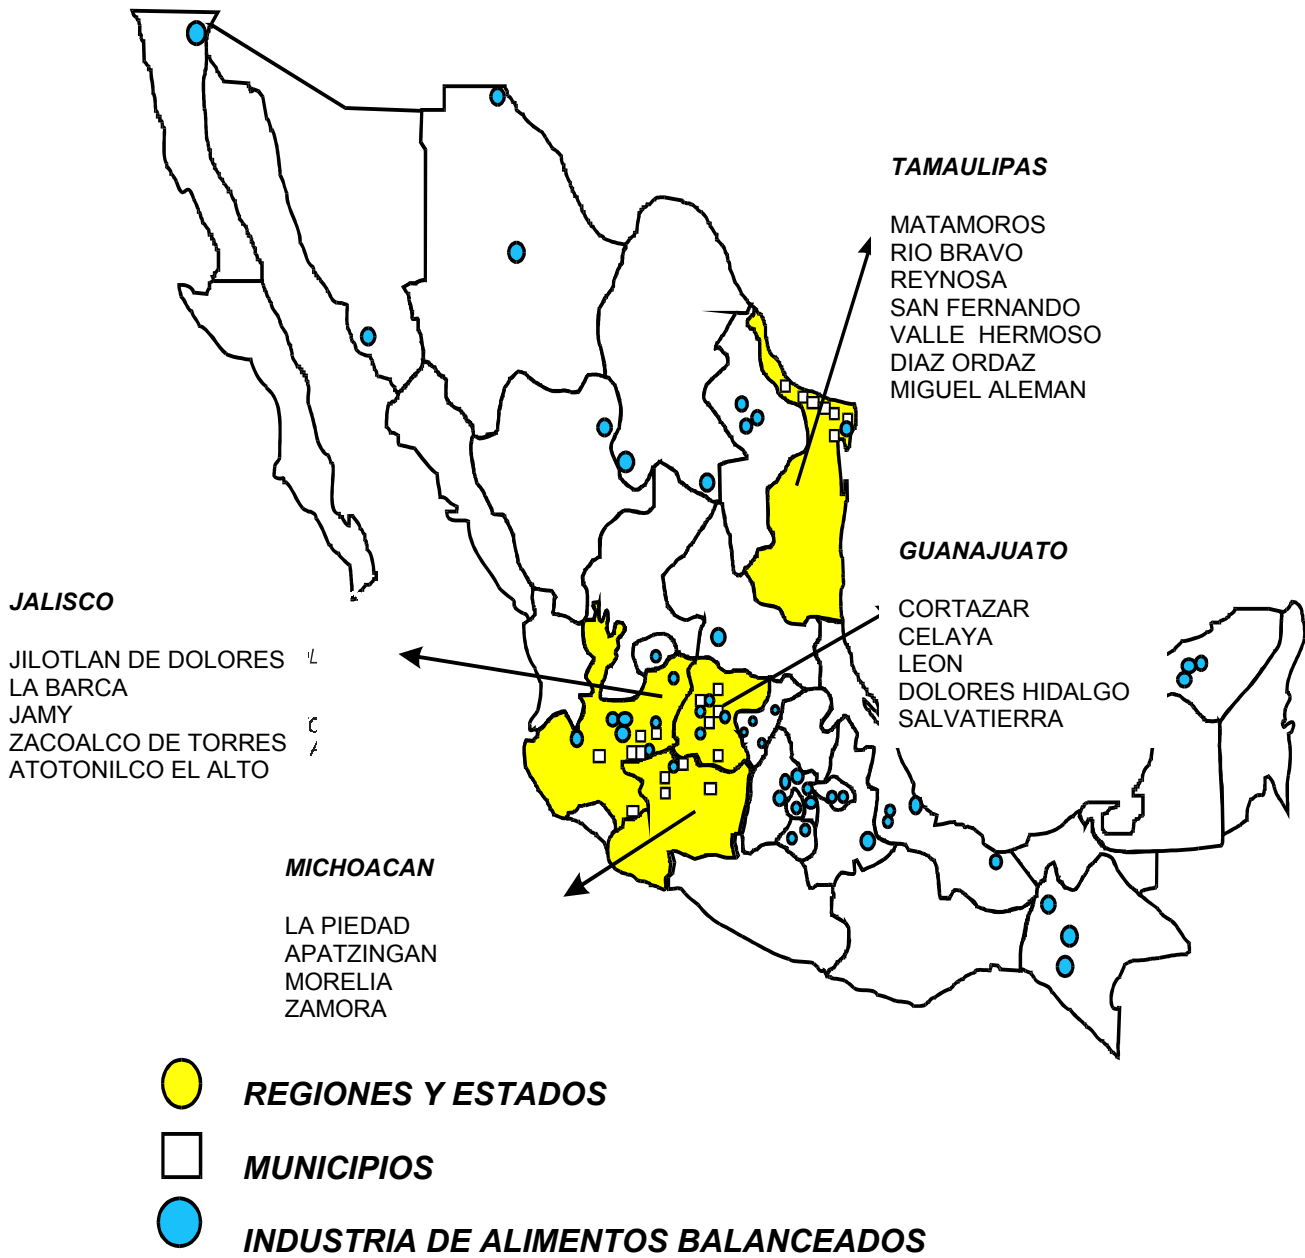 TAMAULIPAS
MATAMOROS
RIO BRAVO
REYNOSA
SAN FERNANDO
VALLE HERMOSO
DIAZ ORDAZ
MIGUEL ALEMAN
GUANAJUATO
CORTAZAR
CELAYA
LEON
DOLORES HIDALGO
SALVATIERRA
JALISCO
JILOTLAN DE DOLORES
LA BARCA
JAMY
ZACOALCO DE TORRES
ATOTONILCO EL ALTO
MICHOACAN
LA PIEDAD
APATZINGAN
MORELIA
ZAMORA
REGIONES Y ESTADOS
MUNICIPIOS
INDUSTRIA DE ALIMENTOS BALANCEADOS